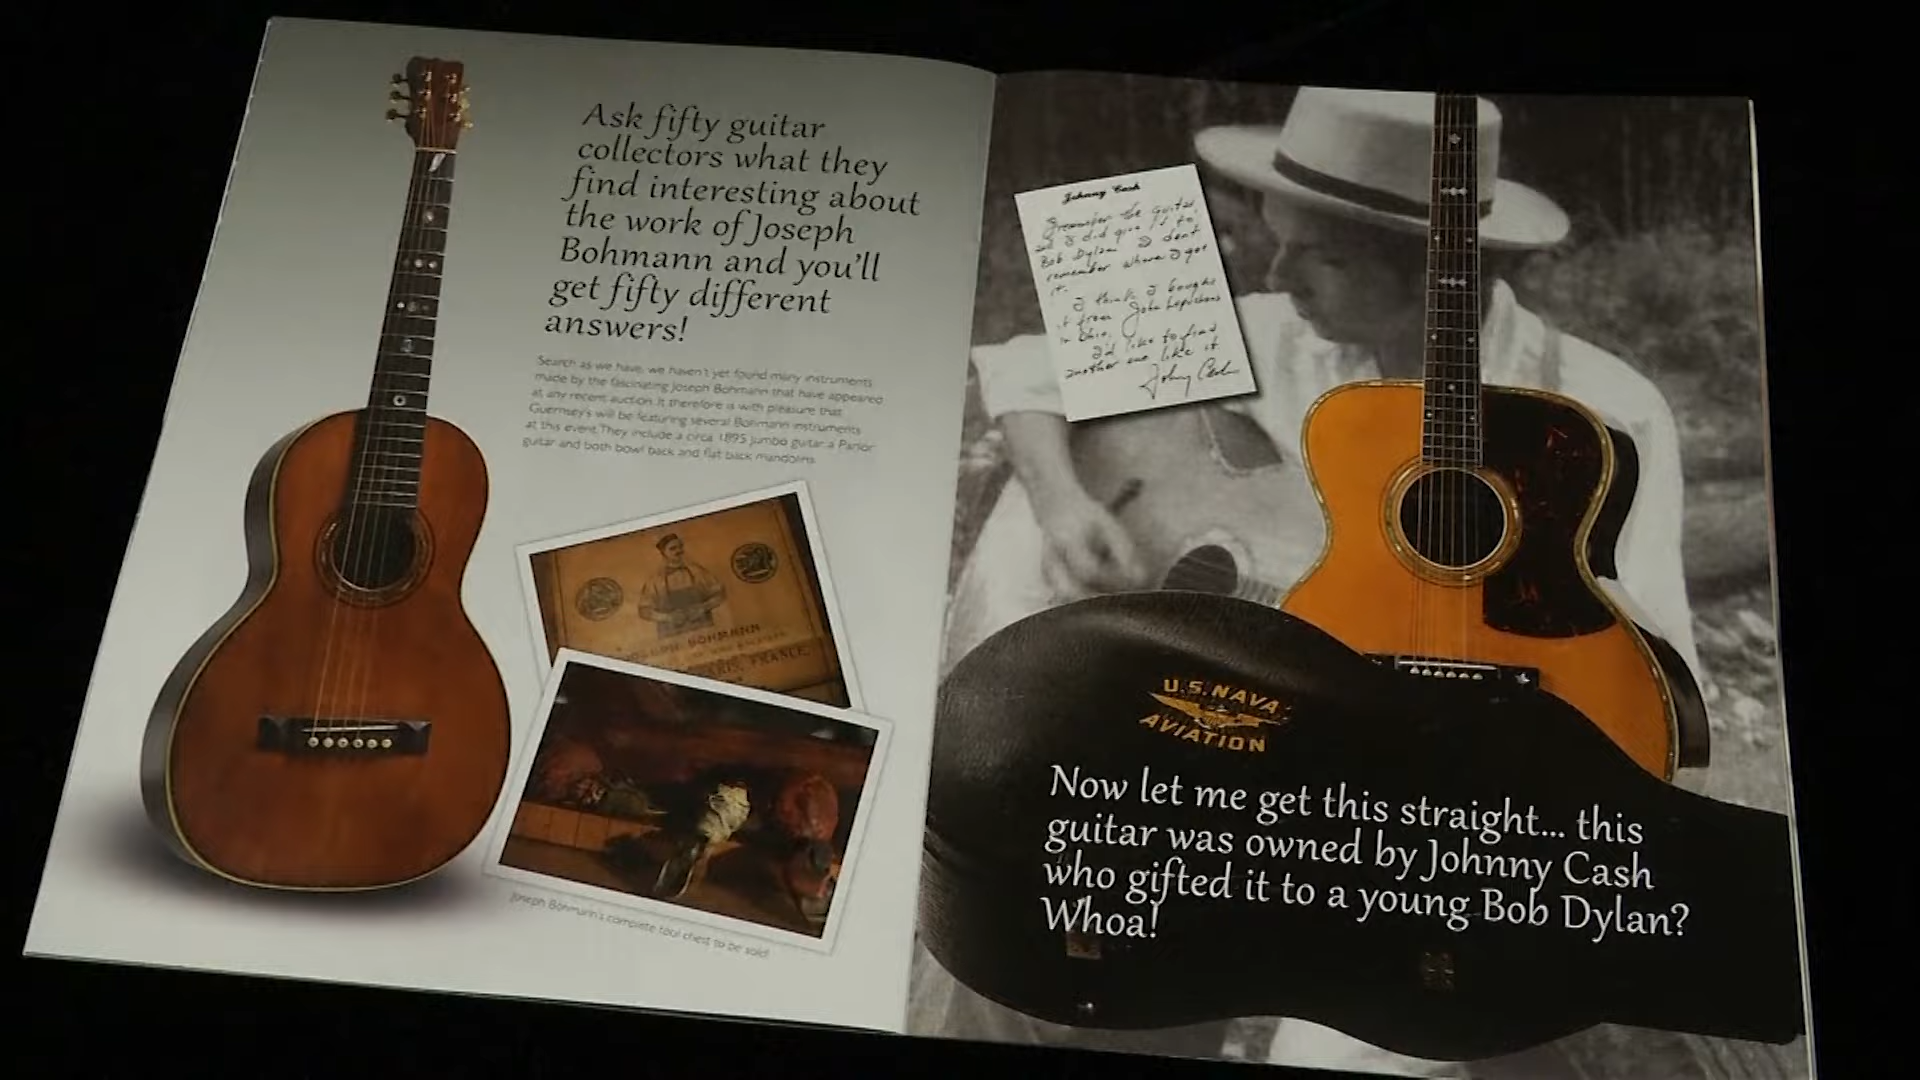 Ask fifty guitar
collectors what they
find interesting about
the work of Joseph
Bohmann and you'll
get fifty different
answers!
Search as we have, we haven't yet found many instruments
made by the fascinating Joseph Bohmann that have appeared
at any recent auction. It therefore is with pleasure that
Guernsey's will be featuring several Bohmann instruments
at this event. They include a circa 1895 jumbo guitar, a Parlor
guitar and both bowl back and flat back mandolins.
JOSEPH BOHMANN
PARIS, FRANCE,
Joseph Bohmann's complete tool chest to be sold!
Johnny Cash
I remember the guitar
and I did give it to
Bob Dylan I don't
remember where I got
it.
I think I bought
it from John
in Ohio.
I'd like to find
another one like it
Johnny Cash
U.S. NAVA
AVIATION
Now let me get this straight... this
guitar was owned by Johnny Cash
who gifted it to a young Bob Dylan?
Whoa!